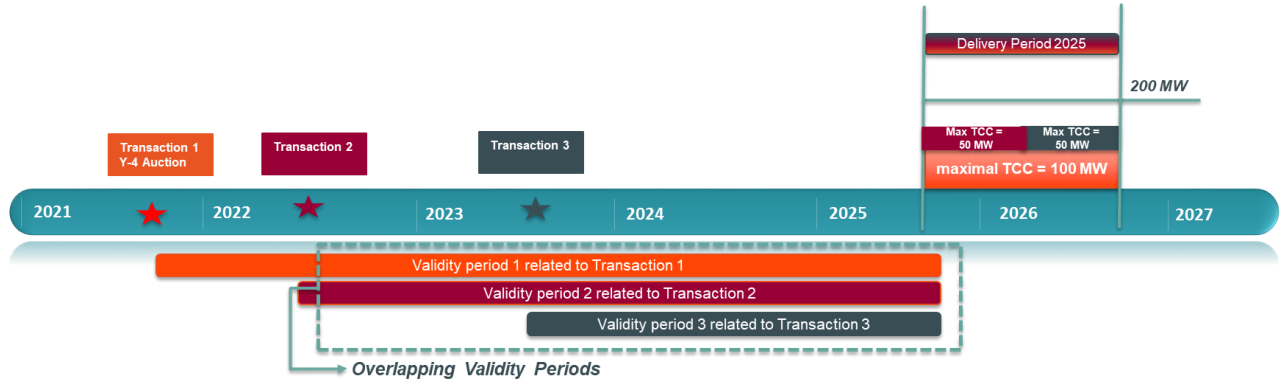 Delivery Period 2025
200 MW
Transaction 1
Y-4 Auction
Transaction 2
Transaction 3
Max TCC =
50 MW
Max TCC =
50 MW
maximal TCC = 100 MW
2021
2022
2023
2024
2025
2026
2027
Validity period 1 related to Transaction 1
Validity period 2 related to Transaction 2
Validity period 3 related to Transaction 3
Overlapping Validity Periods